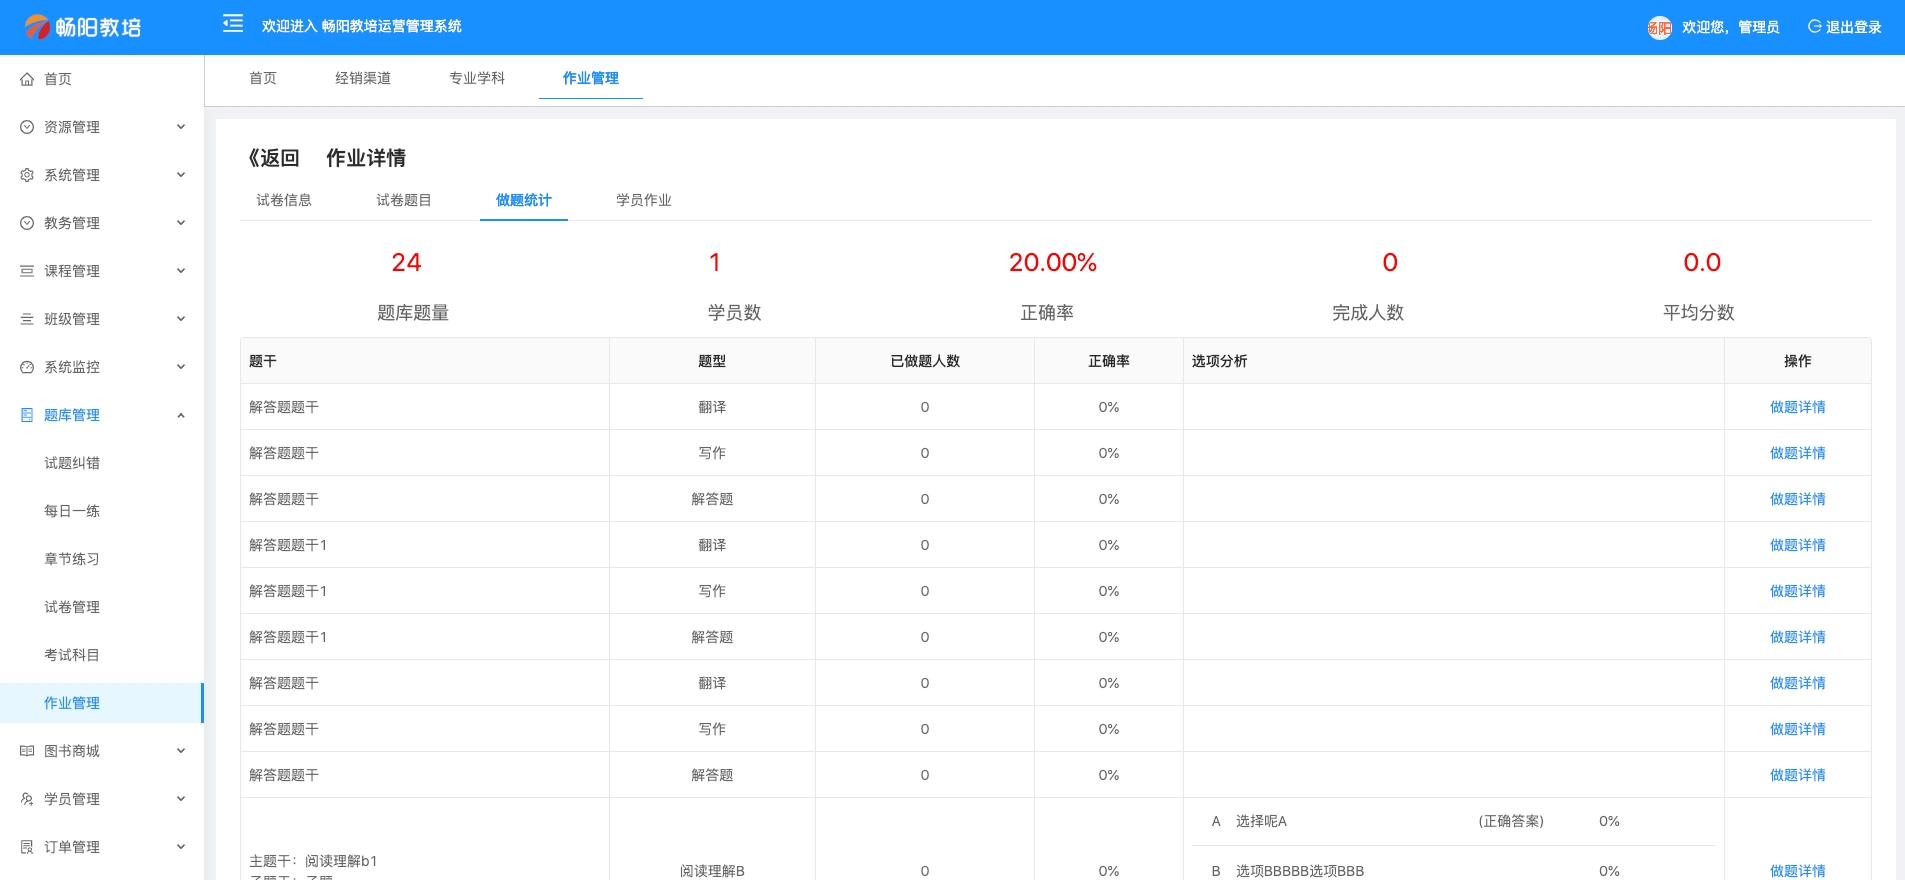 畅阳教培
欢迎进入 畅阳教培运营管理系统
畅阳
欢迎您，管理员
退出登录
首页
资源管理
系统管理
教务管理
课程管理
班级管理
系统监控
题库管理
试题纠错
每日一练
章节练习
试卷管理
考试科目
作业管理
图书商城
学员管理
订单管理
首页 经销渠道 专业学科 作业管理
《返回 作业详情
试卷信息 试卷题目 做题统计 学员作业
24 1 20.00% 0 0.0
题库题量 学员数 正确率 完成人数 平均分数
题干 题型 已做题人数 正确率 选项分析 操作
解答题题干 翻译 0 0% 做题详情
解答题题干 写作 0 0% 做题详情
解答题题干 解答题 0 0% 做题详情
解答题题干1 翻译 0 0% 做题详情
解答题题干1 写作 0 0% 做题详情
解答题题干1 解答题 0 0% 做题详情
解答题题干 翻译 0 0% 做题详情
解答题题干 写作 0 0% 做题详情
解答题题干 解答题 0 0% 做题详情
A 选择呢A (正确答案) 0%
主题干：阅读理解b1
阅读理解B 0 0% B 选项BBBBB选项BBB 0% 做题详情